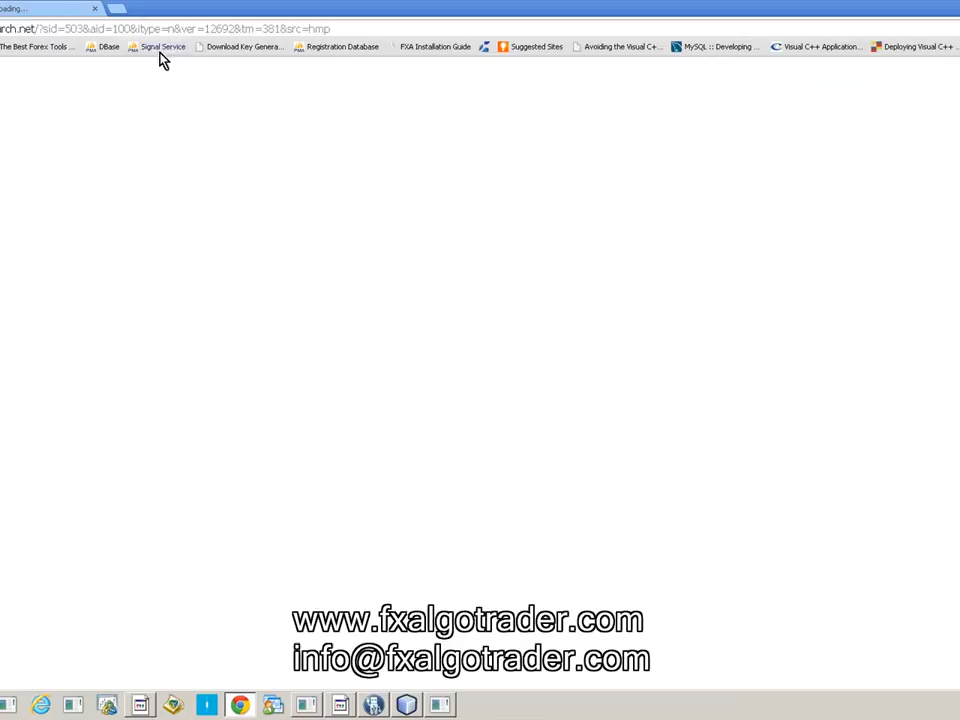 oading...
rch.net/?sid=503&aid=100&itype=n&ver=12692&tm=381&src=hmp
The Best Forex Tools ... DBase Signal Service Download Key Genera... Registration Database FXA Installation Guide Suggested Sites Avoiding the Visual C+... MySQL :: Developing ... Visual C++ Application... Deploying Visual C++ ...
www.fxalgotrader.com
info@fxalgotrader.com